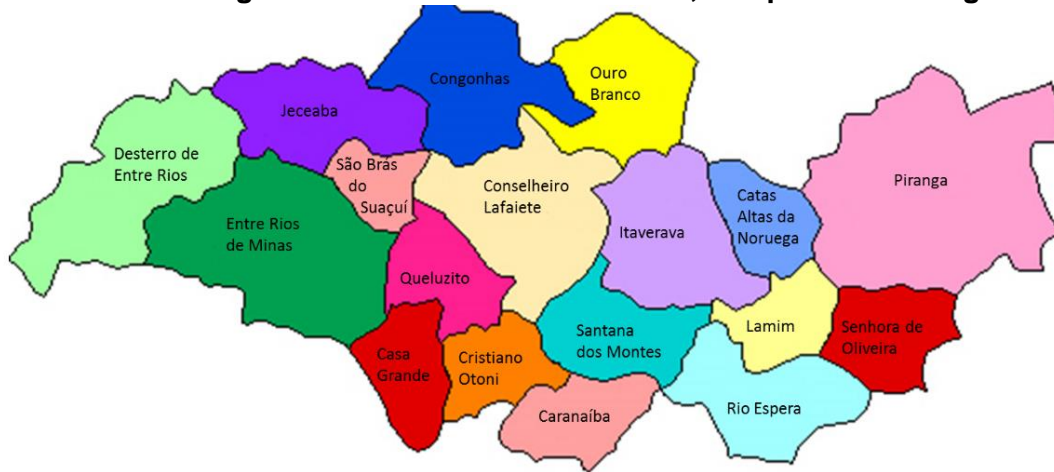 Congonhas
Ouro
Branco
Jeceaba
Desterro de
Entre Rios
São Brás
do
Suaçuí
Conselheiro
Lafaiete
Catas
Altas da
Noruega
Piranga
Entre Rios
de Minas
Itaverava
Queluzito
Lamim
Senhora de
Oliveira
Santana
dos Montes
Casa
Grande
Cristiano
Otoni
Caranaíba
Rio Espera